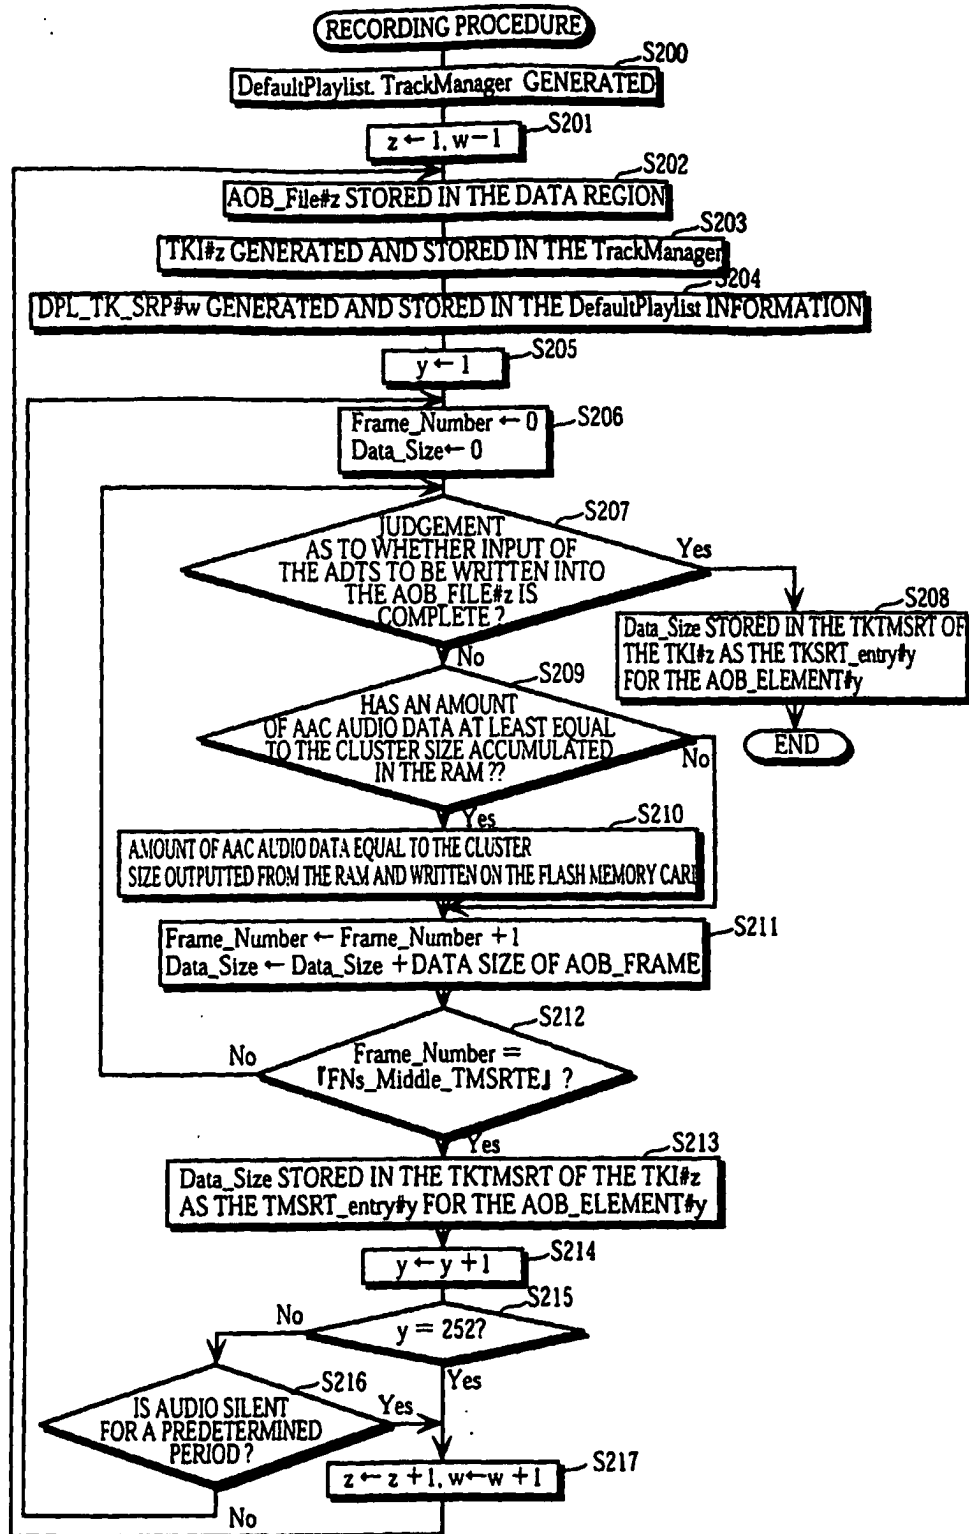 RECORDING PROCEDURE
S200
DefaultPlaylist. TrackManager GENERATED
S201
z ← 1, w−1
S202
AOB_File#z STORED IN THE DATA REGION
S203
TKI#z GENERATED AND STORED IN THE TrackManager
S204
DPL_TK_SRP#w GENERATED AND STORED IN THE DefaultPlaylist INFORMATION
S205
y ← 1
S206
Frame_Number ← 0
Data_Size← 0
S207
JUDGEMENT
AS TO WHETHER INPUT OF
THE ADTS TO BE WRITTEN INTO
THE AOB_FILE#z IS
COMPLETE ?
Yes
No
S208
Data_Size STORED IN THE TKTMSRT OF
THE TKI#z AS THE TKSRT_entry#y
FOR THE AOB_ELEMENT#y
END
S209
HAS AN AMOUNT
OF AAC AUDIO DATA AT LEAST EQUAL
TO THE CLUSTER SIZE ACCUMULATED
IN THE RAM ??
No
Yes
S210
AMOUNT OF AAC AUDIO DATA EQUAL TO THE CLUSTER
SIZE OUTPUTTED FROM THE RAM AND WRITTEN ON THE FLASH MEMORY CARD
S211
Frame_Number ← Frame_Number + 1
Data_Size ← Data_Size + DATA SIZE OF AOB_FRAME
S212
Frame_Number =
『FNs_Middle_TMSRTE』 ?
No
Yes
S213
Data_Size STORED IN THE TKTMSRT OF THE TKI#z
AS THE TMSRT_entry#y FOR THE AOB_ELEMENT#y
S214
y ← y + 1
S215
y = 252?
No
Yes
S216
IS AUDIO SILENT
FOR A PREDETERMINED
PERIOD ?
Yes
No
S217
z ← z + 1, w←w + 1